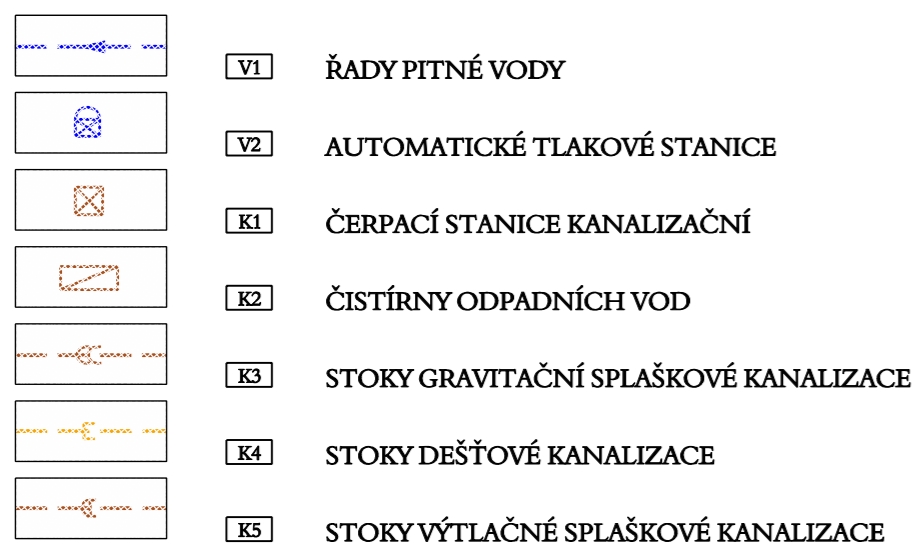 V1 ŘADY PITNÉ VODY
V2 AUTOMATICKÉ TLAKOVÉ STANICE
K1 ČERPACÍ STANICE KANALIZAČNÍ
K2 ČISTÍRNY ODPADNÍCH VOD
K3 STOKY GRAVITAČNÍ SPLAŠKOVÉ KANALIZACE
K4 STOKY DEŠŤOVÉ KANALIZACE
K5 STOKY VÝTLAČNÉ SPLAŠKOVÉ KANALIZACE